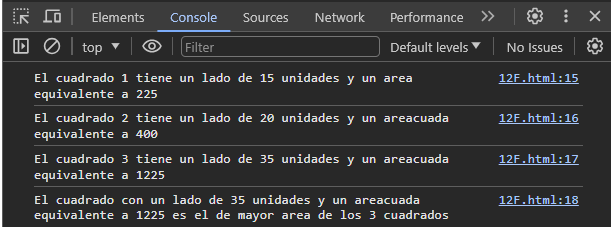 Elements Console Sources Network Performance
top Filter Default levels No Issues
El cuadrado 1 tiene un lado de 15 unidades y un area 12F.html:15
equivalente a 225
El cuadrado 2 tiene un lado de 20 unidades y un areacuada 12F.html:16
equivalente a 400
El cuadrado 3 tiene un lado de 35 unidades y un areacuada 12F.html:17
equivalente a 1225
El cuadrado con un lado de 35 unidades y un areacuada 12F.html:18
equivalente a 1225 es el de mayor area de los 3 cuadrados